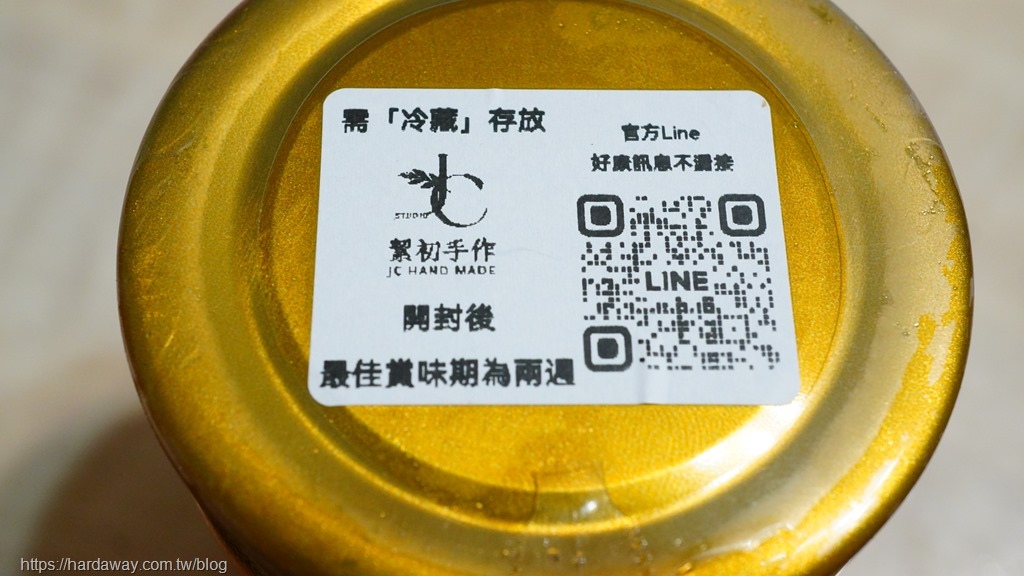 需「冷藏」存放
STUDIO
JC
絜初手作
JC HAND MADE
開封後
最佳賞味期為兩週
官方Line
好康訊息不漏接
LINE
https://hardaway.com.tw/blog